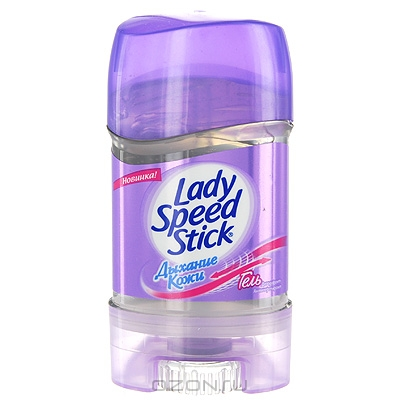 Новинка!
Lady
Speed
Stick
Дыхание
Кожи
Гель
OZON.RU